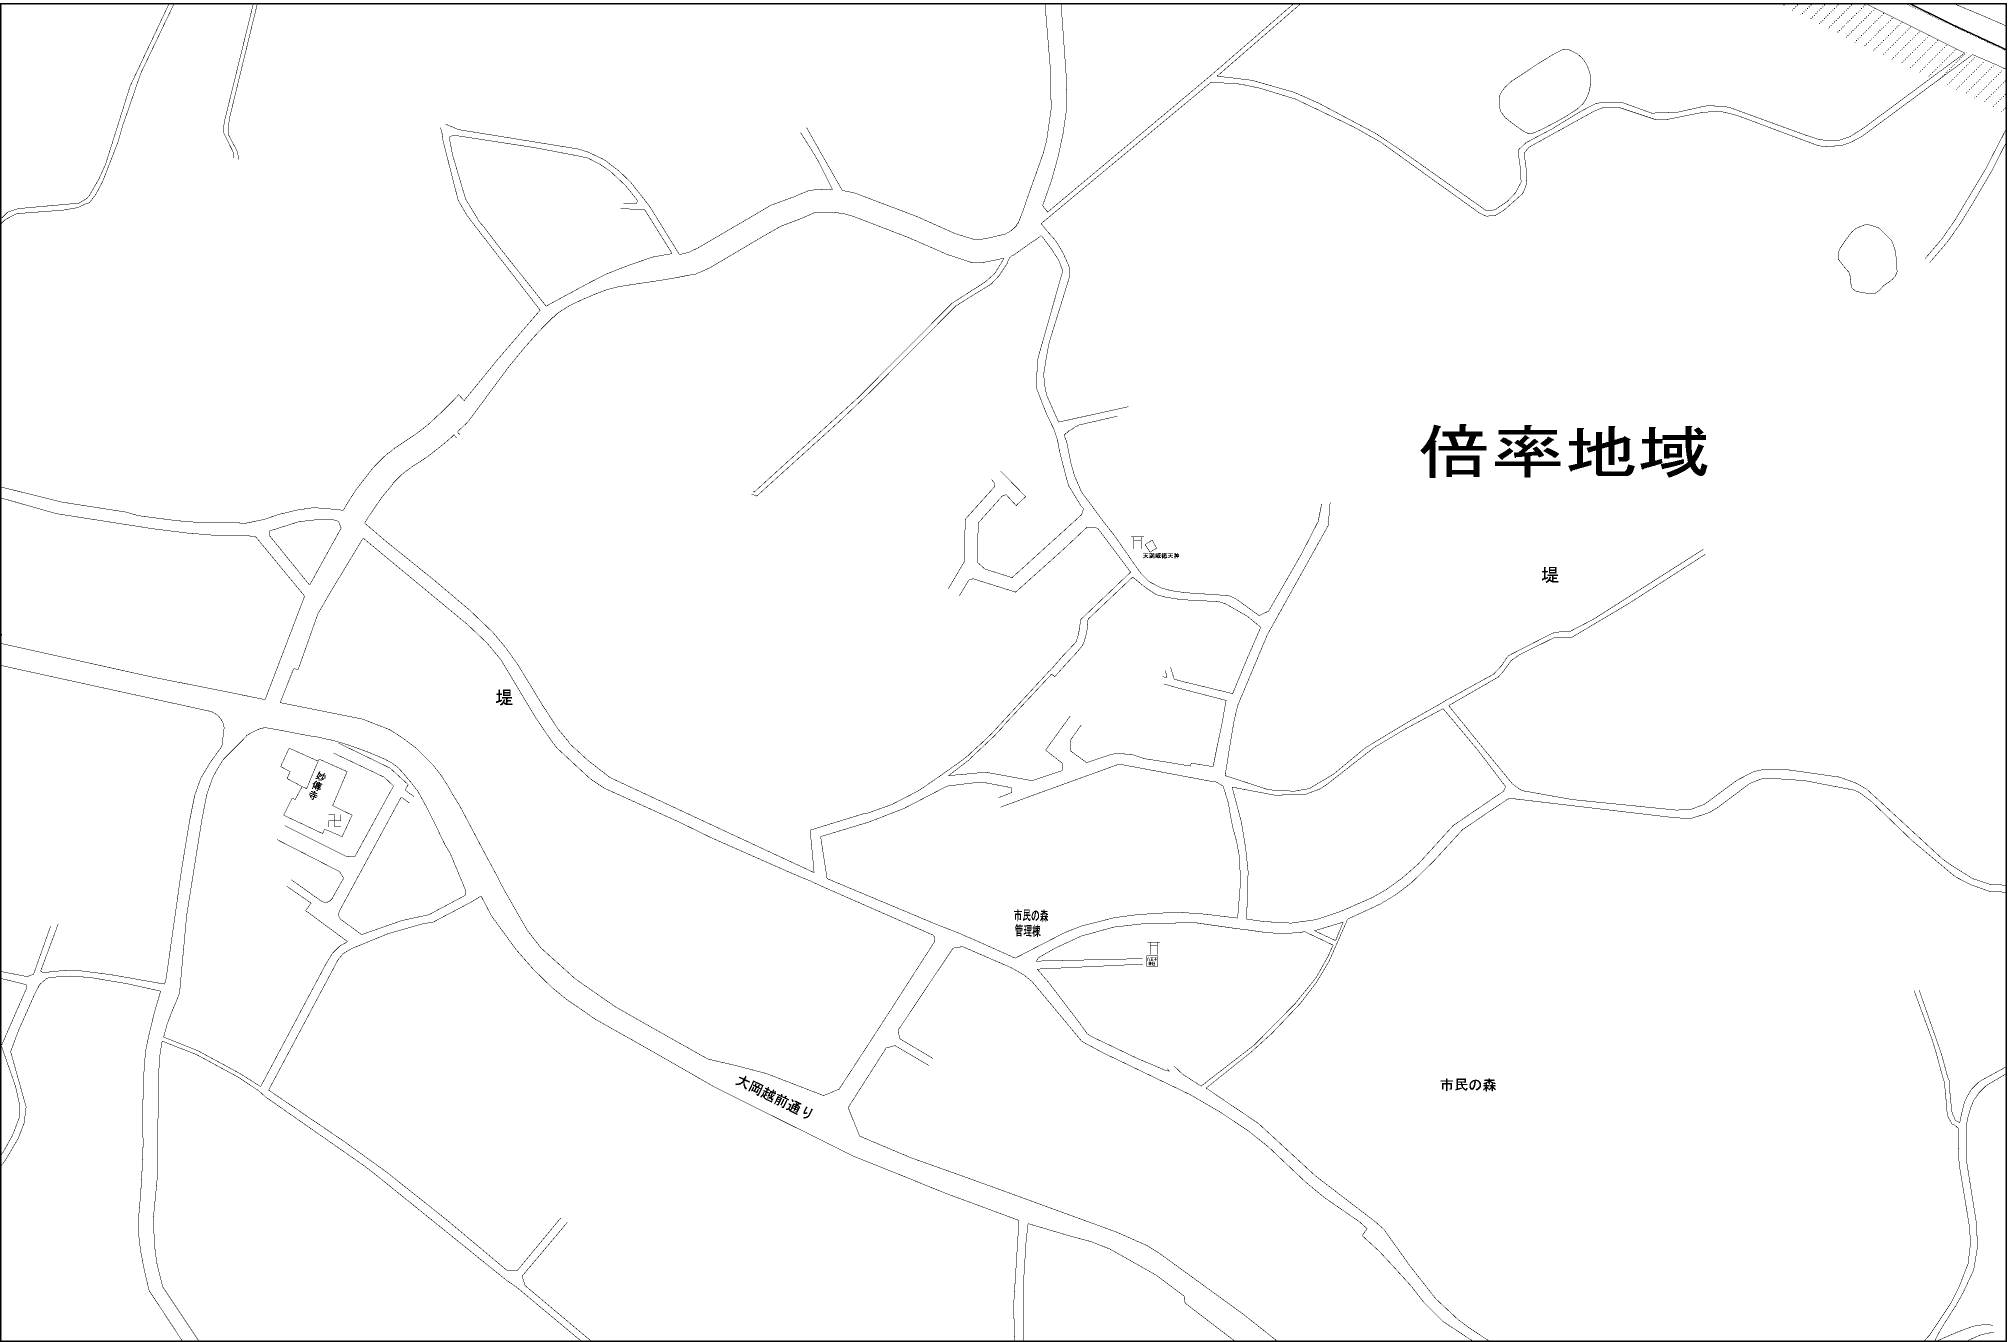 倍率地域
堤
堤
妙傳寺
市民の森
管理棟
市民の森
大岡越前通り